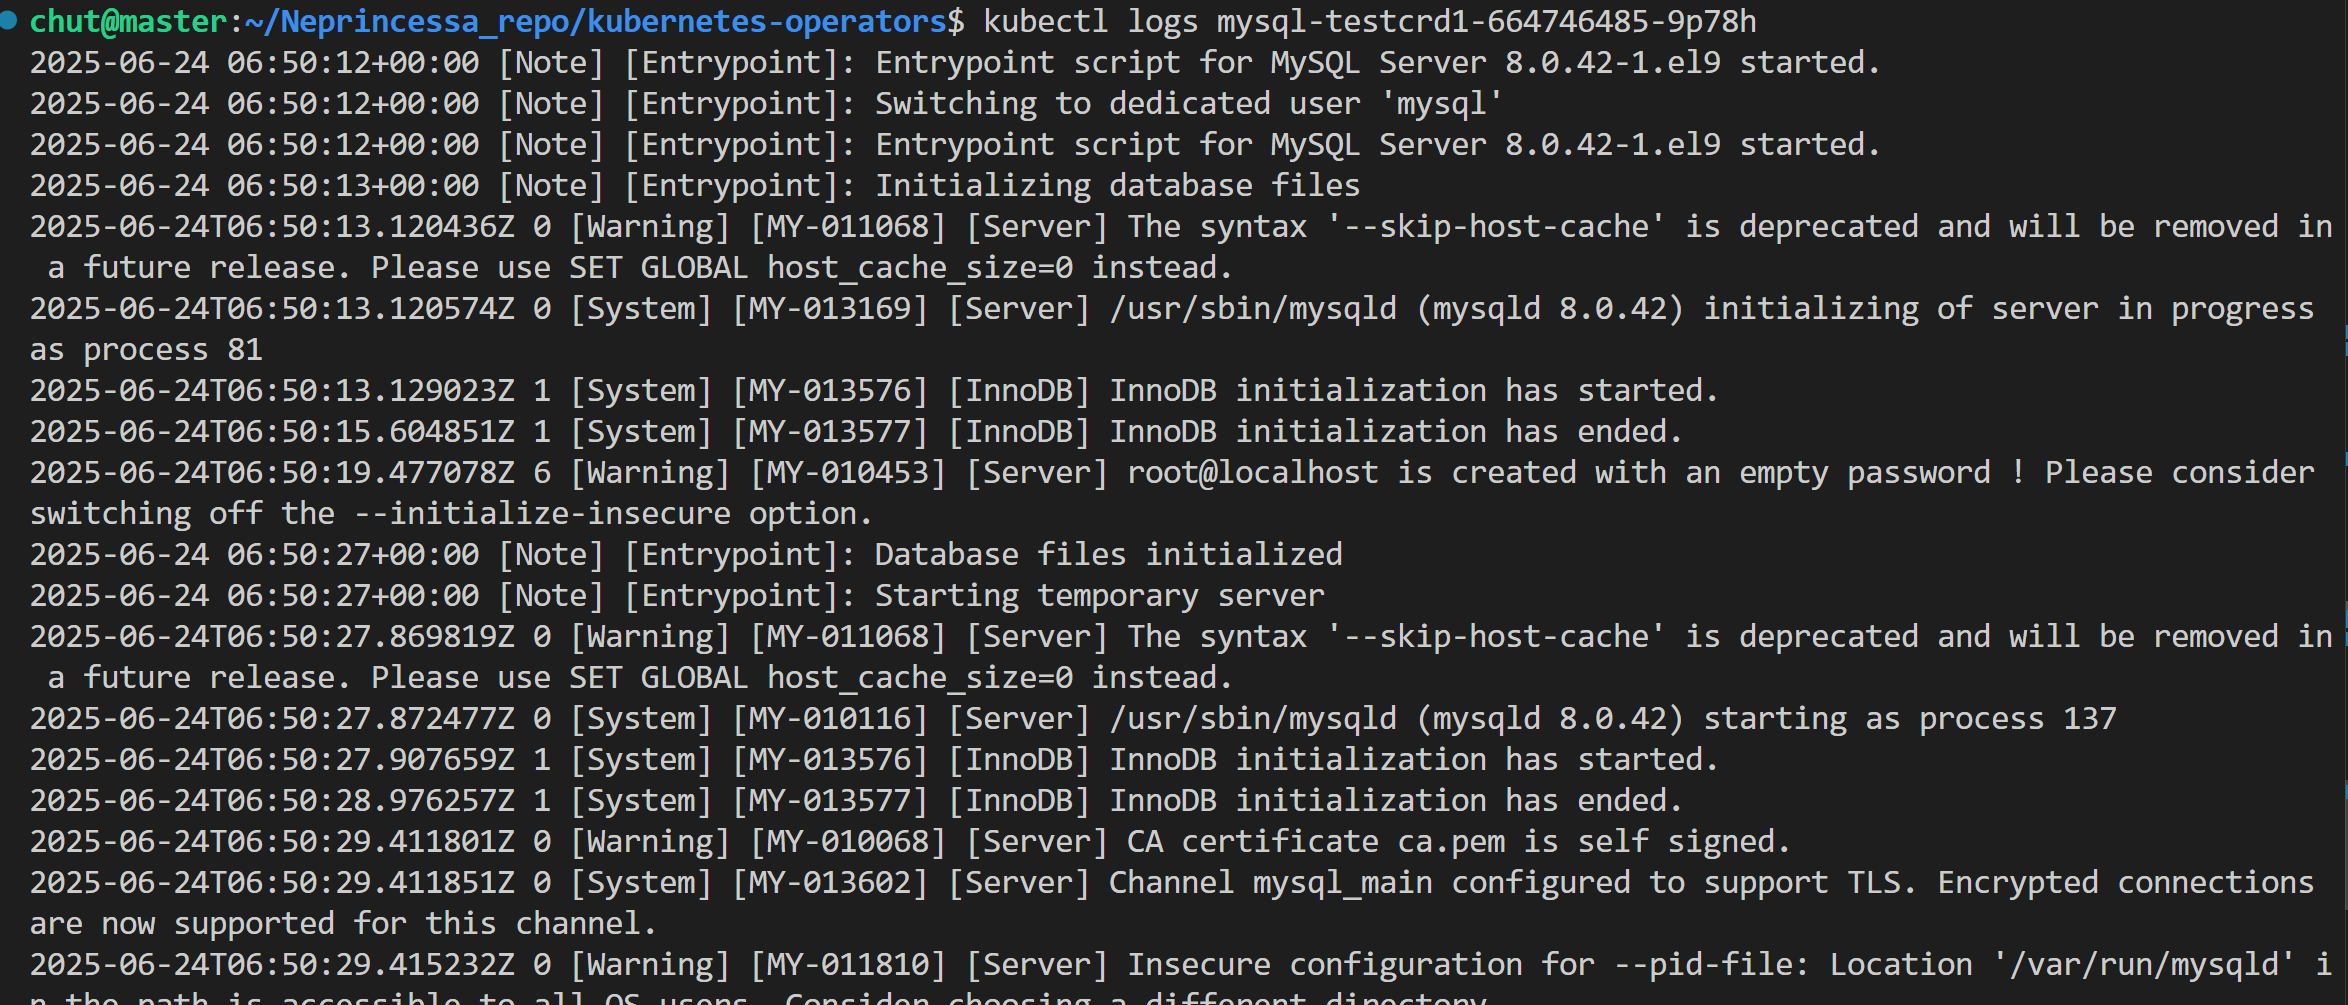 chut@master:~/Neprincessa_repo/kubernetes-operators$ kubectl logs mysql-testcrd1-664746485-9p78h
2025-06-24 06:50:12+00:00 [Note] [Entrypoint]: Entrypoint script for MySQL Server 8.0.42-1.el9 started.
2025-06-24 06:50:12+00:00 [Note] [Entrypoint]: Switching to dedicated user 'mysql'
2025-06-24 06:50:12+00:00 [Note] [Entrypoint]: Entrypoint script for MySQL Server 8.0.42-1.el9 started.
2025-06-24 06:50:13+00:00 [Note] [Entrypoint]: Initializing database files
2025-06-24T06:50:13.120436Z 0 [Warning] [MY-011068] [Server] The syntax '--skip-host-cache' is deprecated and will be removed in
 a future release. Please use SET GLOBAL host_cache_size=0 instead.
2025-06-24T06:50:13.120574Z 0 [System] [MY-013169] [Server] /usr/sbin/mysqld (mysqld 8.0.42) initializing of server in progress
as process 81
2025-06-24T06:50:13.129023Z 1 [System] [MY-013576] [InnoDB] InnoDB initialization has started.
2025-06-24T06:50:15.604851Z 1 [System] [MY-013577] [InnoDB] InnoDB initialization has ended.
2025-06-24T06:50:19.477078Z 6 [Warning] [MY-010453] [Server] root@localhost is created with an empty password ! Please consider
switching off the --initialize-insecure option.
2025-06-24 06:50:27+00:00 [Note] [Entrypoint]: Database files initialized
2025-06-24 06:50:27+00:00 [Note] [Entrypoint]: Starting temporary server
2025-06-24T06:50:27.869819Z 0 [Warning] [MY-011068] [Server] The syntax '--skip-host-cache' is deprecated and will be removed in
 a future release. Please use SET GLOBAL host_cache_size=0 instead.
2025-06-24T06:50:27.872477Z 0 [System] [MY-010116] [Server] /usr/sbin/mysqld (mysqld 8.0.42) starting as process 137
2025-06-24T06:50:27.907659Z 1 [System] [MY-013576] [InnoDB] InnoDB initialization has started.
2025-06-24T06:50:28.976257Z 1 [System] [MY-013577] [InnoDB] InnoDB initialization has ended.
2025-06-24T06:50:29.411801Z 0 [Warning] [MY-010068] [Server] CA certificate ca.pem is self signed.
2025-06-24T06:50:29.411851Z 0 [System] [MY-013602] [Server] Channel mysql_main configured to support TLS. Encrypted connections
are now supported for this channel.
2025-06-24T06:50:29.415232Z 0 [Warning] [MY-011810] [Server] Insecure configuration for --pid-file: Location '/var/run/mysqld' i
n the path is accessible to all OS users. Consider choosing a different directory.